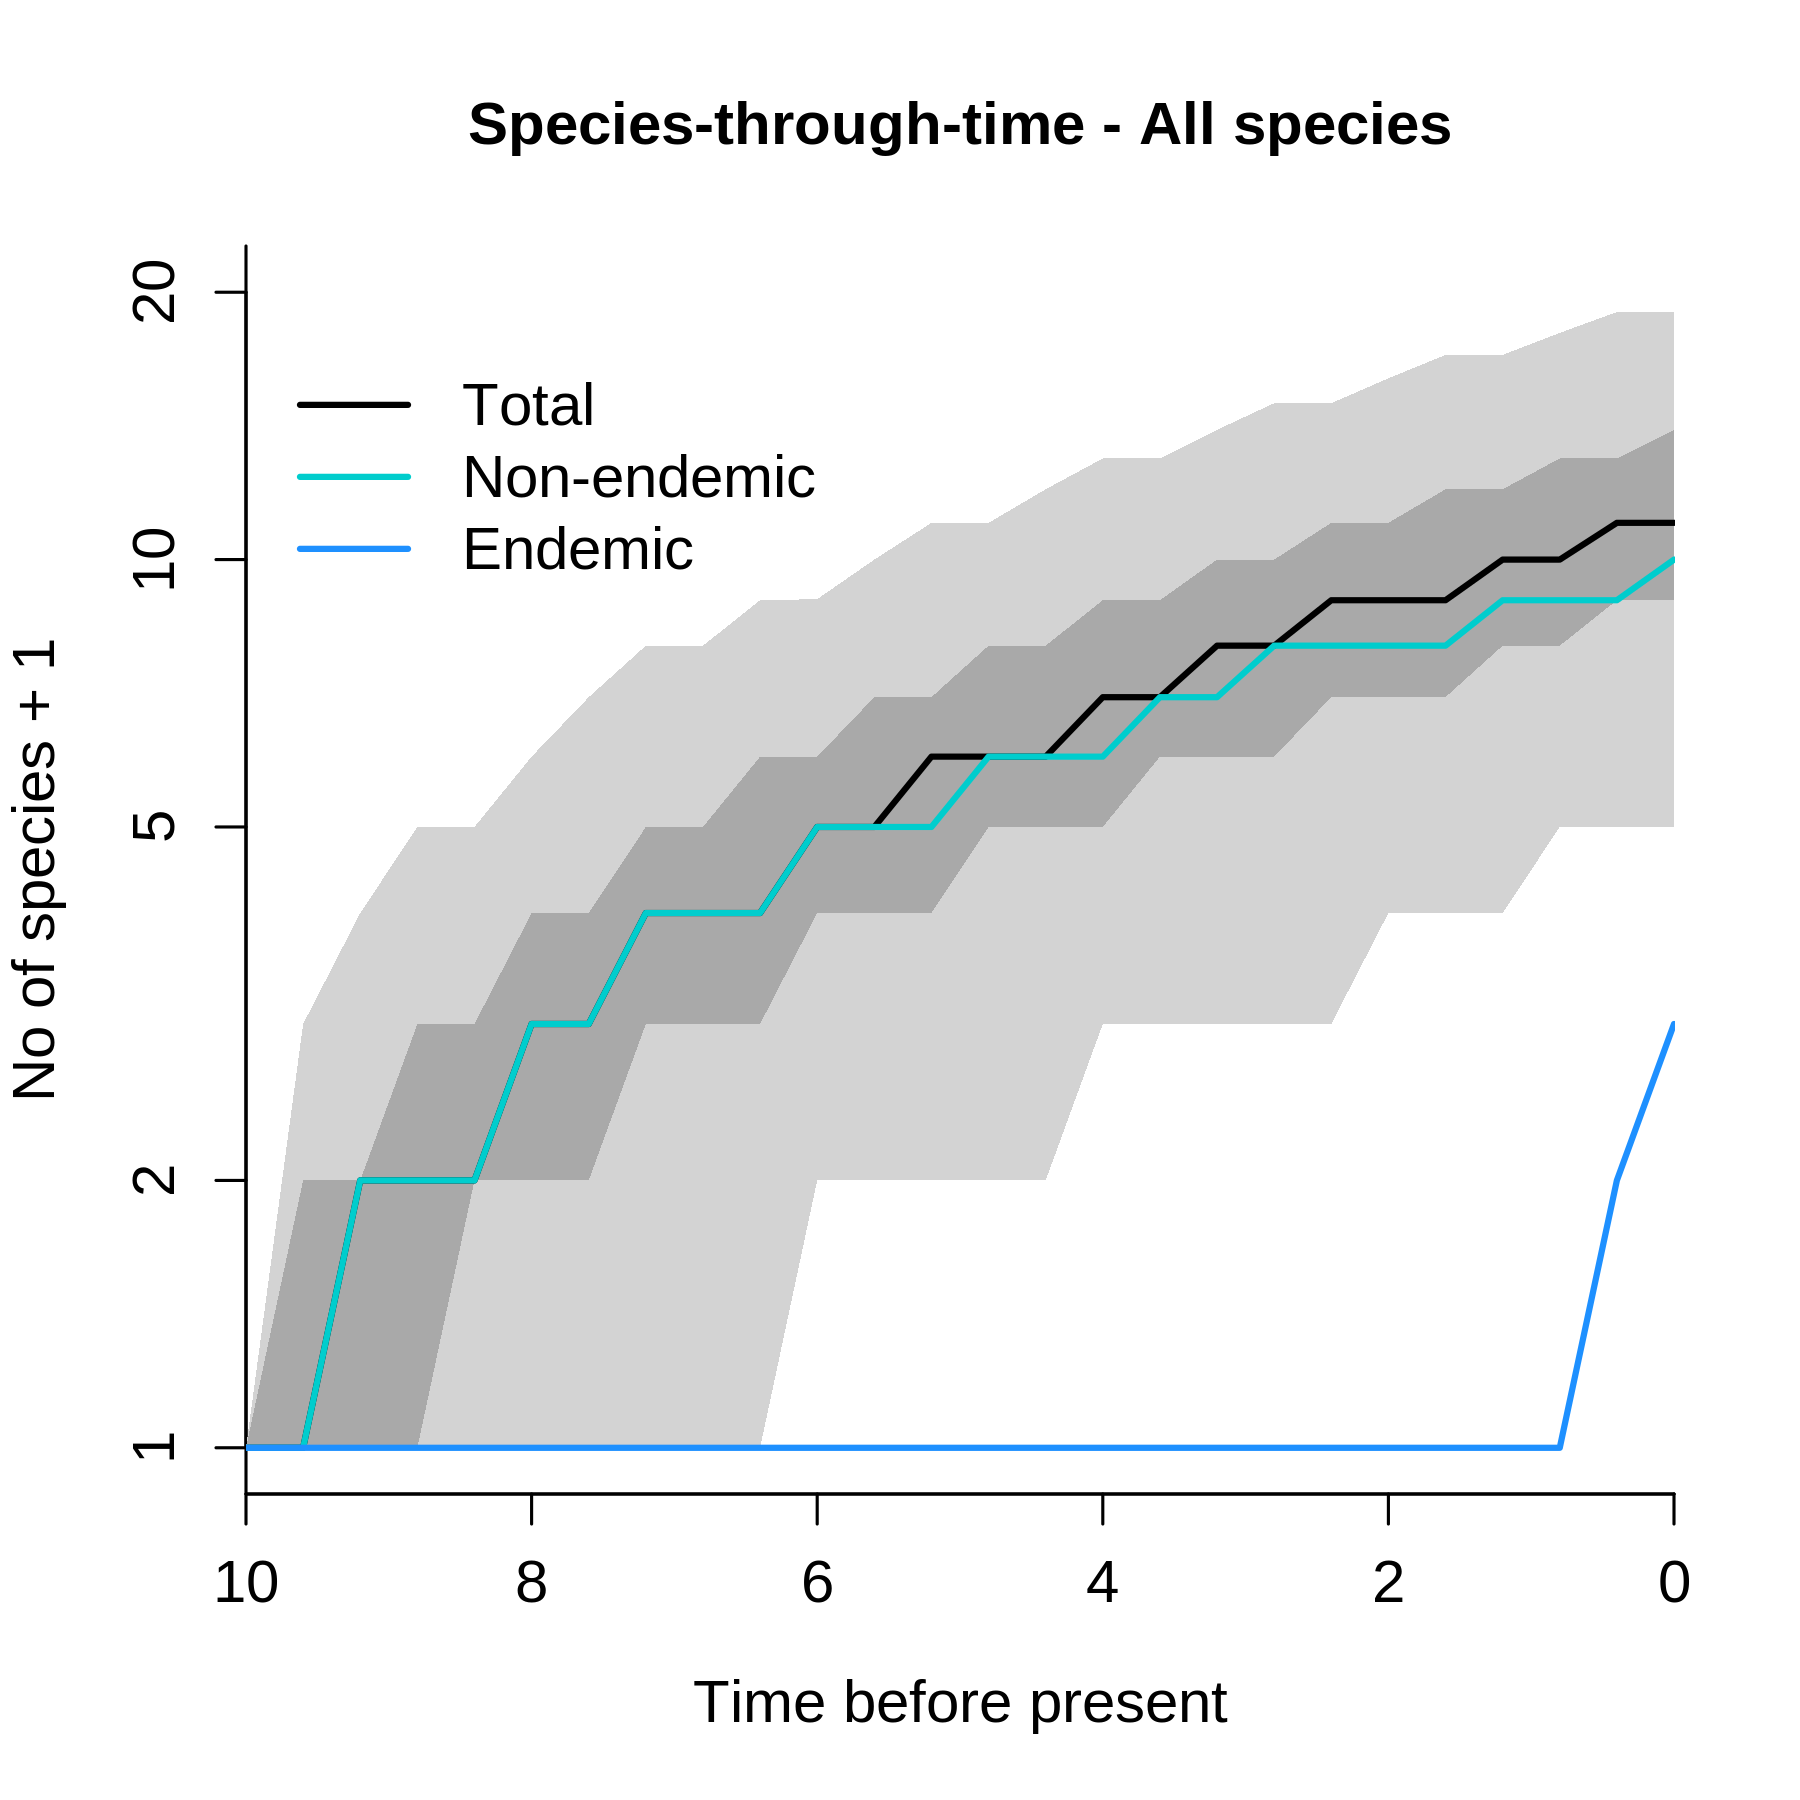 Species-through-time - All species
20
10
5
2
1
No of species + 1
Total
Non-endemic
Endemic
10 8 6 4 2 0
Time before present